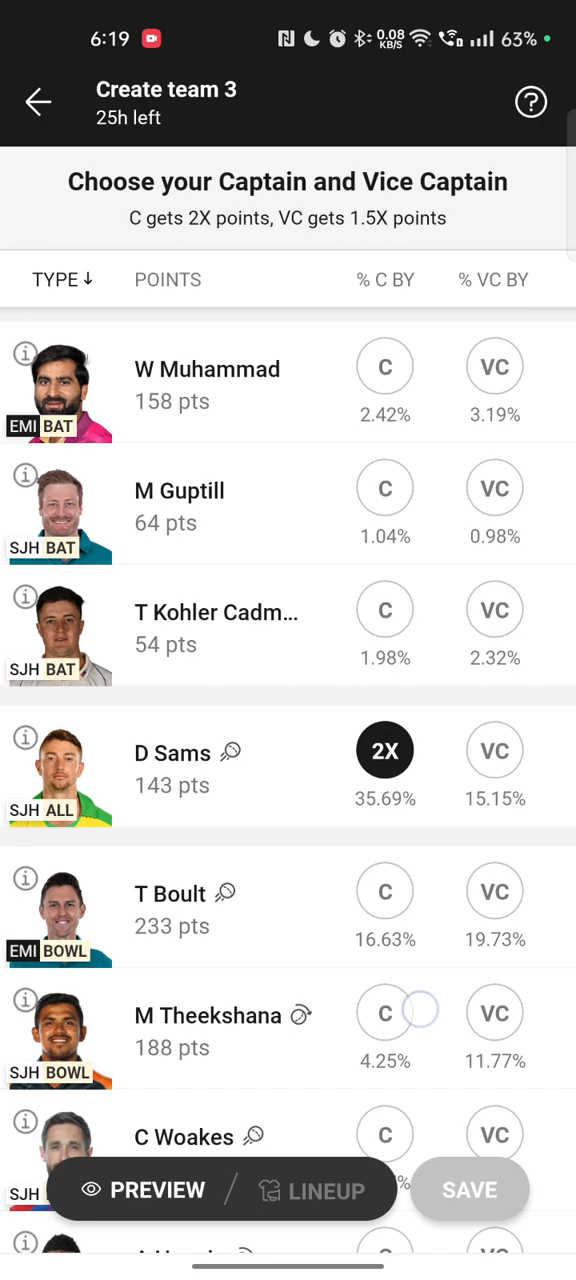 6:19 0.08 KB/S 63%
Create team 3
25h left
Choose your Captain and Vice Captain
C gets 2X points, VC gets 1.5X points
TYPE↓ POINTS % C BY % VC BY
W Muhammad C VC
158 pts
EMI BAT 2.42% 3.19%
M Guptill C VC
64 pts
SJH BAT 1.04% 0.98%
T Kohler Cadm... C VC
54 pts
SJH BAT 1.98% 2.32%
D Sams 2X VC
143 pts
SJH ALL 35.69% 15.15%
T Boult C VC
233 pts
EMI BOWL 16.63% 19.73%
M Theekshana C VC
188 pts
SJH BOWL 4.25% 11.77%
C Woakes C VC
SJH
PREVIEW / LINEUP % SAVE